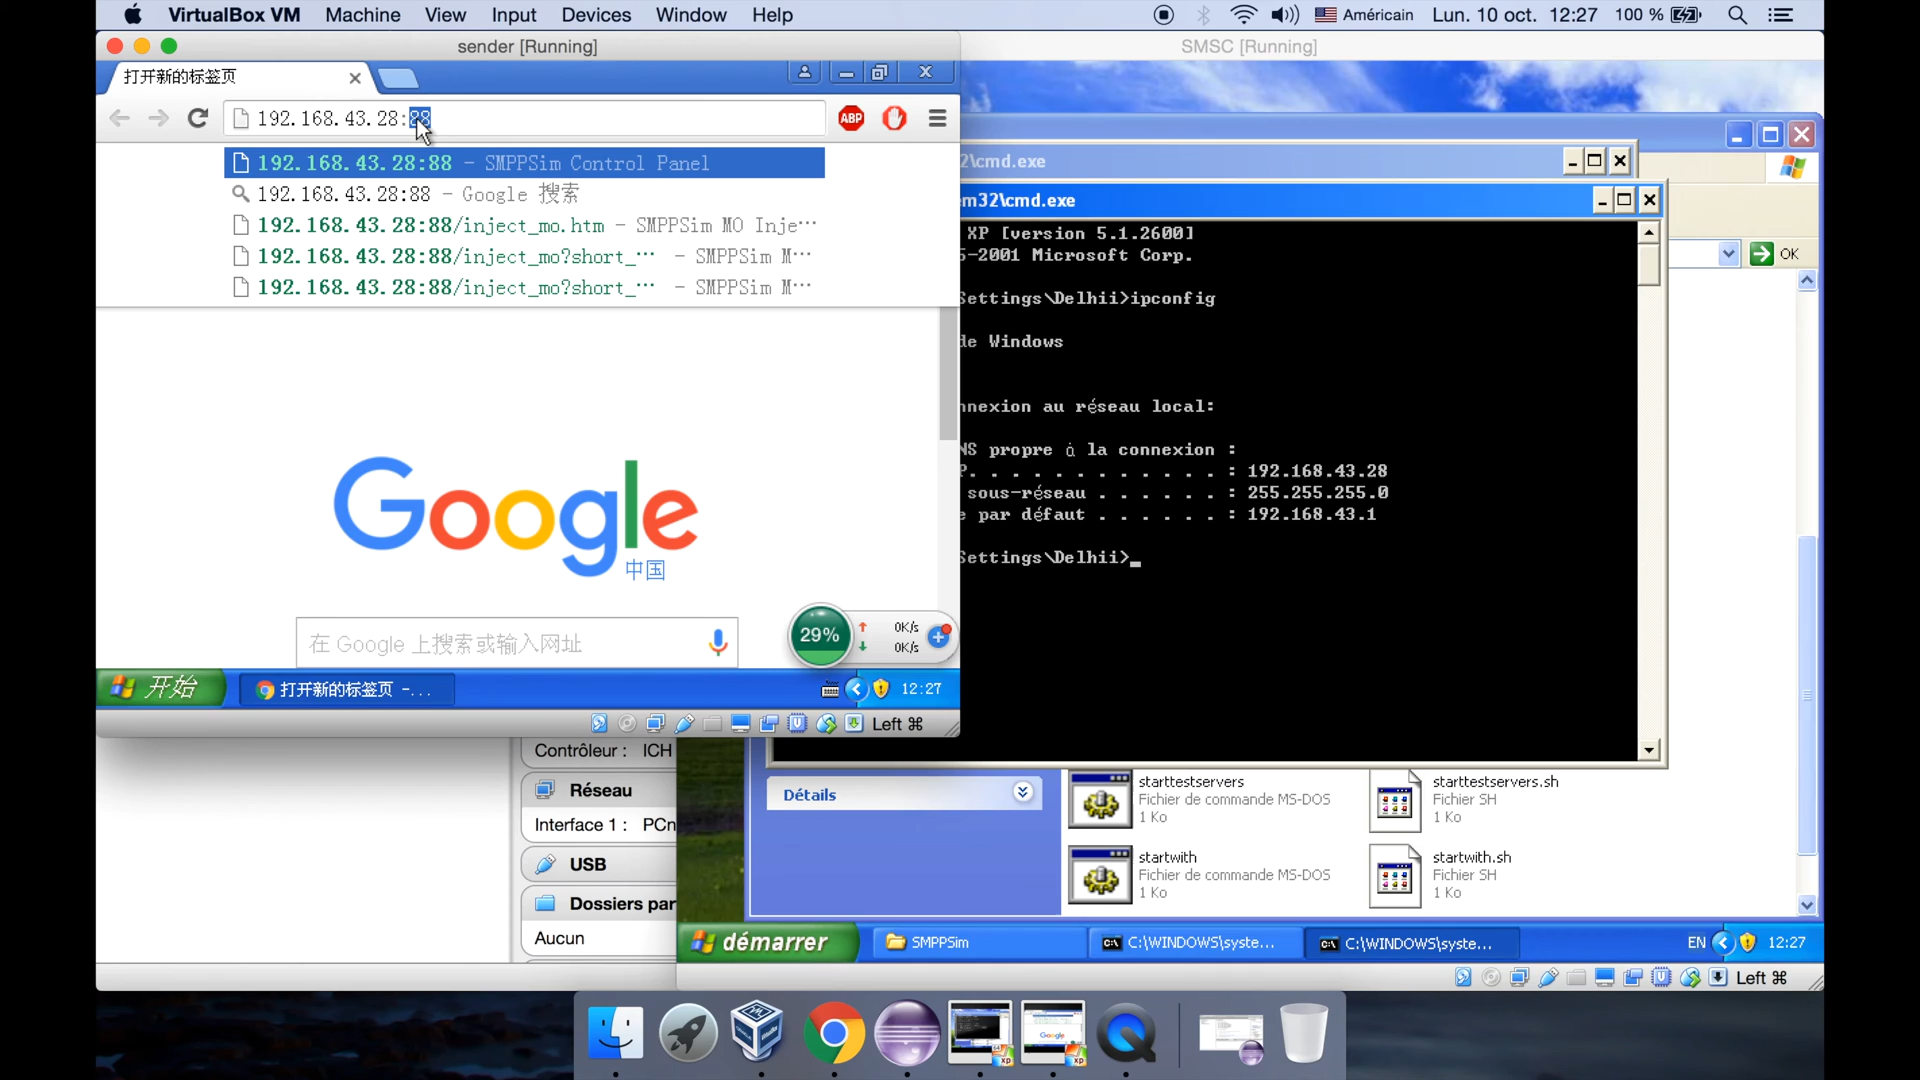 VirtualBox VM Machine View Input Devices Window Help
Américain Lun. 10 oct. 12:27 100 %
sender [Running]
SMSC [Running]
打开新的标签页
192.168.43.28:88
ABP
192.168.43.28:88 - SMPPSim Control Panel
192.168.43.28:88 - Google 搜索
192.168.43.28:88/inject_mo.htm - SMPPSim MO Inje...
192.168.43.28:88/inject_mo?short_... - SMPPSim M...
192.168.43.28:88/inject_mo?short_... - SMPPSim M...
Google
中国
在 Google 上搜索或输入网址
29%
0K/s
0K/s
开始
打开新的标签页 -...
12:27
Left ⌘
2\cmd.exe
m32\cmd.exe
OK
XP [version 5.1.2600]
5-2001 Microsoft Corp.
Settings\Delhii>ipconfig
de Windows
nnexion au réseau local:
NS propre à la connexion :
P. . . . . . . . . . . . : 192.168.43.28
sous-réseau . . . . . . : 255.255.255.0
e par défaut . . . . . . : 192.168.43.1
Settings\Delhii>_
Contrôleur : ICH
Réseau
Interface 1 : PCn
USB
Dossiers par
Aucun
Détails
starttestservers
Fichier de commande MS-DOS
1 Ko
starttestservers.sh
Fichier SH
1 Ko
startwith
Fichier de commande MS-DOS
1 Ko
startwith.sh
Fichier SH
1 Ko
démarrer
SMPPSim
C:\WINDOWS\syste...
C:\WINDOWS\syste...
EN
12:27
Left ⌘